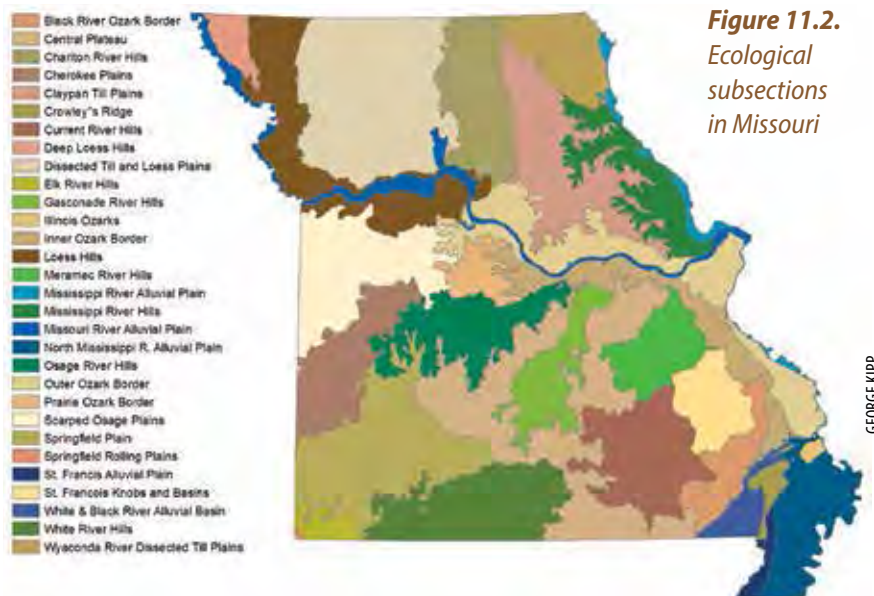 Black River Ozark Border
Central Plateau
Chariton River Hills
Cherokee Plains
Claypan Till Plains
Crowley"s Ridge
Current River Hills
Deep Loess Hills
Dissected Till and Loess Plains
Elk River Hills
Gasconade River Hills
Illinois Ozarks
Inner Ozark Border
Loess Hills
Meramec River Hills
Mississippi River Alluvial Plain
Mississippi River Hills
Missouri River Alluvial Plain
North Mississippi R. Alluvial Plain
Osage River Hills
Outer Ozark Border
Prairie Ozark Border
Scarped Osage Plains
Springfield Plain
Springfield Rolling Plains
St. Francis Alluvial Plain
St. Francois Knobs and Basins
White & Black River Alluvial Basin
White River Hills
Wyaconda River Dissected Till Plains
Figure 11.2.
Ecological
subsections
in Missouri
GEORGE KIPP